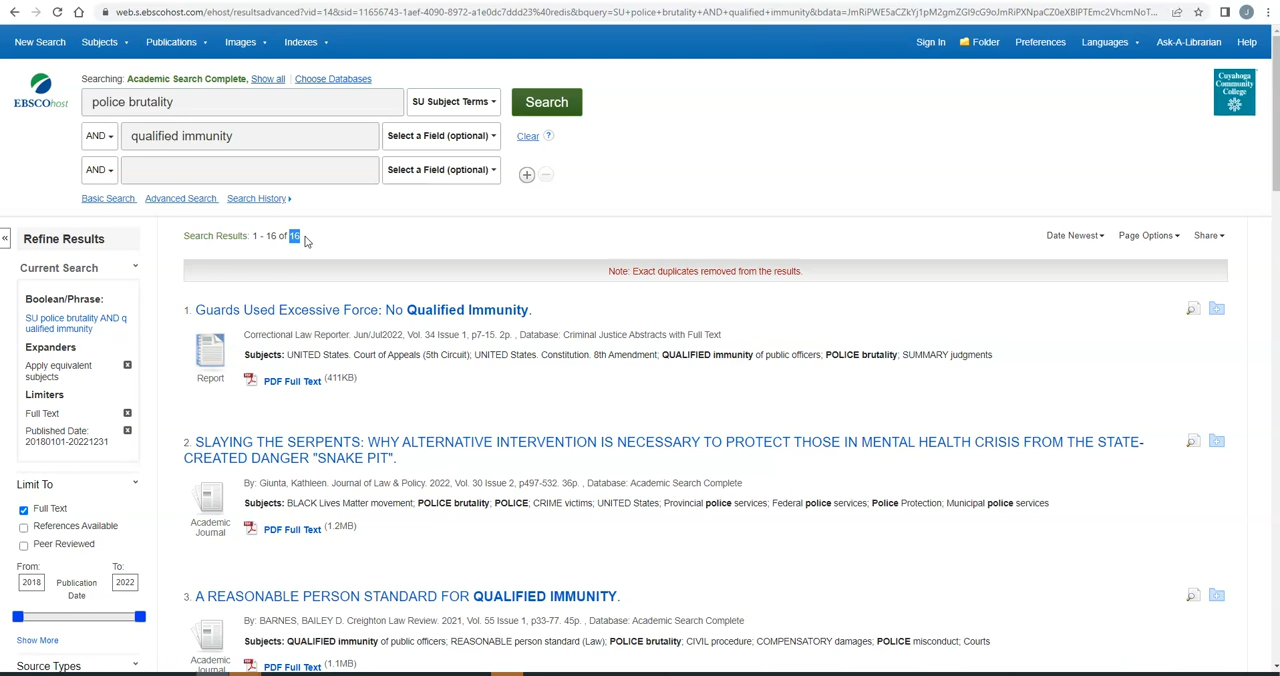 web.s.ebscohost.com/ehost/resultsadvanced?vid=14&sid=11656743-1aef-4090-8972-a1e0dc7ddd23%40redis&bquery=SU+police+brutality+AND+qualified+immunity&bdata=JmRiPWE5aCZkYj1pM2gmZGI9cG9oJmRiPXNpaCZ0eXBlPTEmc2VhcmNoT...
J
New Search Subjects Publications Images Indexes Sign In Folder Preferences Languages Ask-A-Librarian Help
Searching: Academic Search Complete, Show all | Choose Databases
EBSCOhost
police brutality SU Subject Terms Search
AND qualified immunity Select a Field (optional) Clear ?
AND Select a Field (optional)
Basic Search Advanced Search Search History
Cuyahoga
Community
College
«
Refine Results
Current Search
Boolean/Phrase:
SU police brutality AND q
ualified immunity
Expanders
Apply equivalent
subjects
Limiters
Full Text
Published Date:
20180101-20221231
Limit To
Full Text
References Available
Peer Reviewed
From: To:
2018 Publication Date 2022
Show More
Source Types
Search Results: 1 - 16 of 16
Date Newest Page Options Share
Note: Exact duplicates removed from the results.
1. Guards Used Excessive Force: No Qualified Immunity.
Correctional Law Reporter. Jun/Jul2022, Vol. 34 Issue 1, p7-15. 2p. , Database: Criminal Justice Abstracts with Full Text
Subjects: UNITED States. Court of Appeals (5th Circuit); UNITED States. Constitution. 8th Amendment; QUALIFIED immunity of public officers; POLICE brutality; SUMMARY judgments
Report
PDF Full Text (411KB)
2. SLAYING THE SERPENTS: WHY ALTERNATIVE INTERVENTION IS NECESSARY TO PROTECT THOSE IN MENTAL HEALTH CRISIS FROM THE STATE-
CREATED DANGER "SNAKE PIT".
By: Giunta, Kathleen. Journal of Law & Policy. 2022, Vol. 30 Issue 2, p497-532. 36p. , Database: Academic Search Complete
Subjects: BLACK Lives Matter movement; POLICE brutality; POLICE; CRIME victims; UNITED States; Provincial police services; Federal police services; Police Protection; Municipal police services
Academic
Journal
PDF Full Text (1.2MB)
3. A REASONABLE PERSON STANDARD FOR QUALIFIED IMMUNITY.
By: BARNES, BAILEY D. Creighton Law Review. 2021, Vol. 55 Issue 1, p33-77. 45p. , Database: Academic Search Complete
Subjects: QUALIFIED immunity of public officers; REASONABLE person standard (Law); POLICE brutality; CIVIL procedure; COMPENSATORY damages; POLICE misconduct; Courts
Academic
Journal
PDF Full Text (1.1MB)